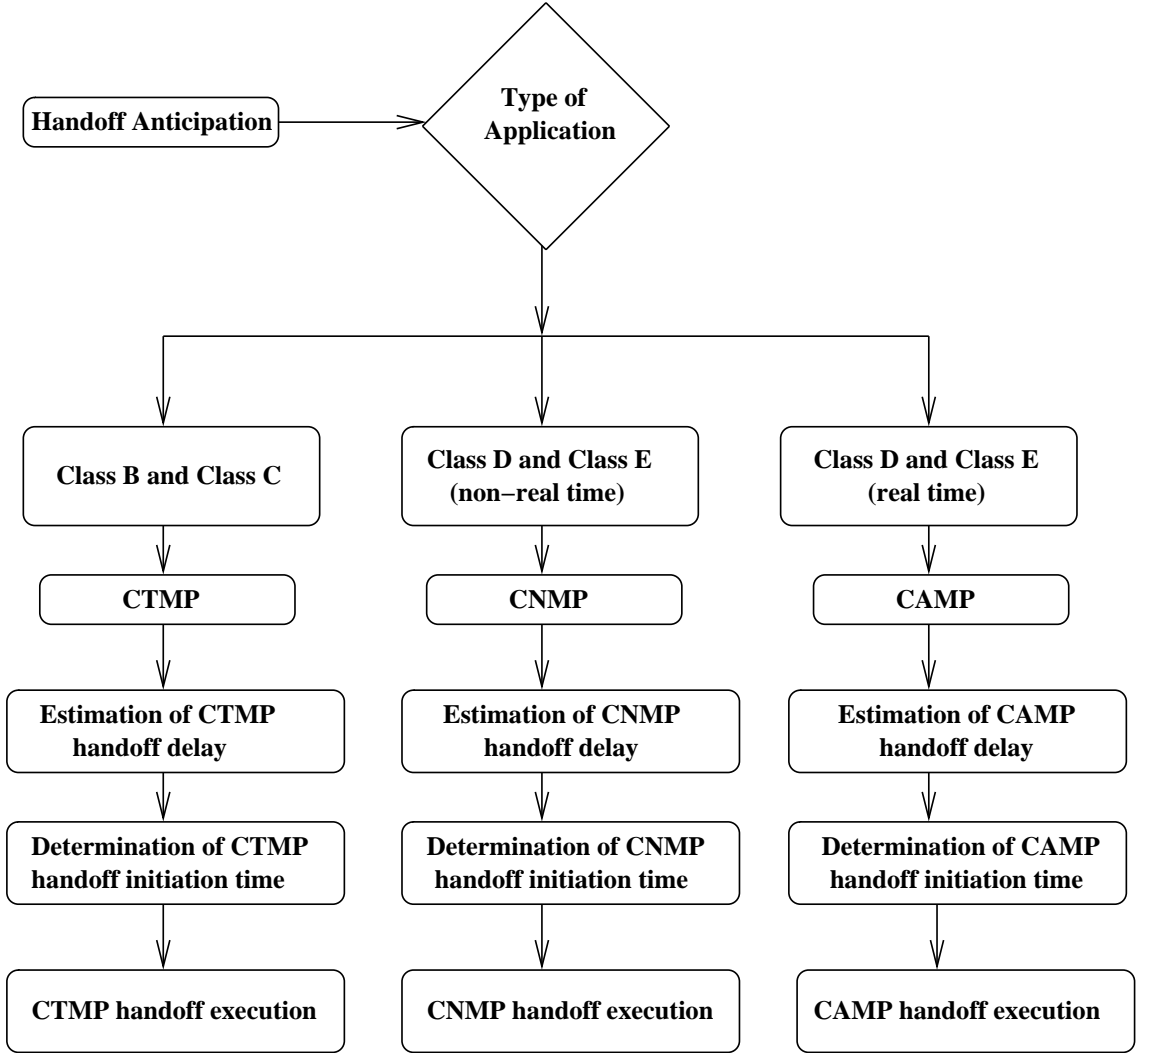 Type of
Application
Handoff Anticipation
Class B and Class C
Class D and Class E
(non−real time)
Class D and Class E
(real time)
CTMP
CNMP
CAMP
Estimation of CTMP
handoff delay
Estimation of CNMP
handoff delay
Estimation of CAMP
handoff delay
Determination of CTMP
handoff initiation time
Determination of CNMP
handoff initiation time
Determination of CAMP
handoff initiation time
CTMP handoff execution
CNMP handoff execution
CAMP handoff execution